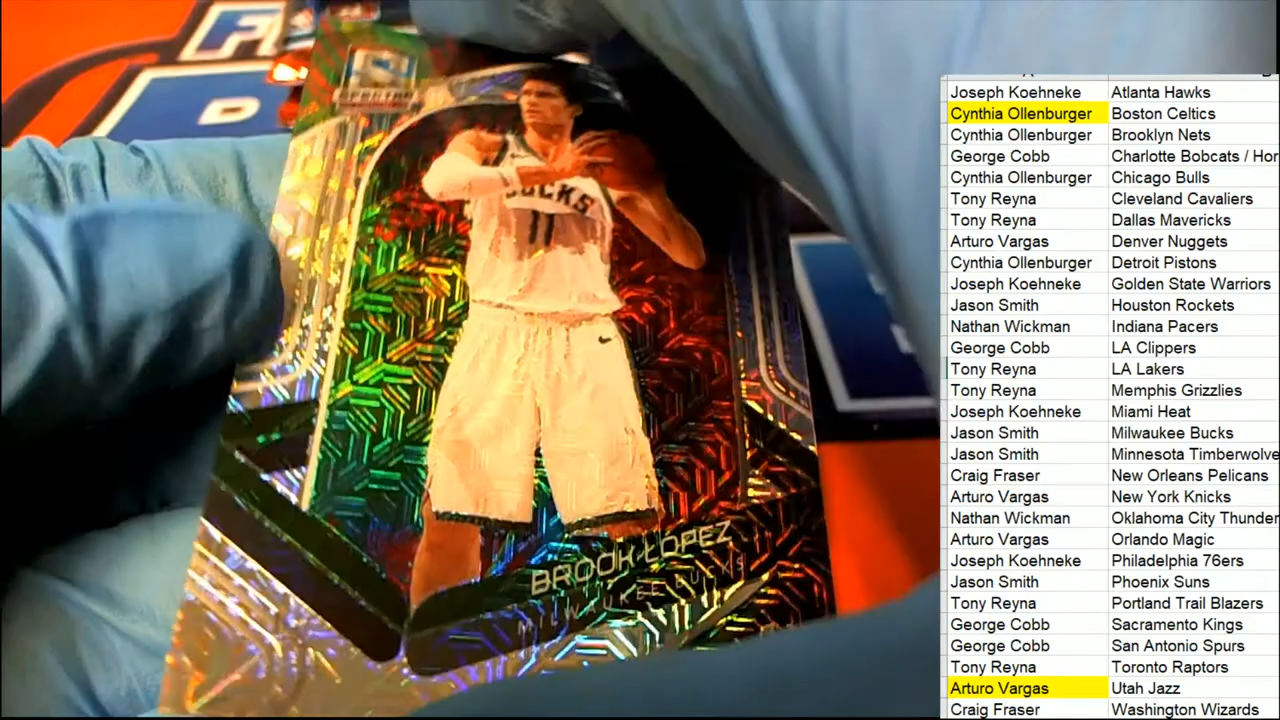 BUCKS
11
BROOK LOPEZ
MILWAUKEE BUCKS
Joseph Koehneke Atlanta Hawks
Cynthia Ollenburger Boston Celtics
Cynthia Ollenburger Brooklyn Nets
George Cobb Charlotte Bobcats / Hor
Cynthia Ollenburger Chicago Bulls
Tony Reyna Cleveland Cavaliers
Tony Reyna Dallas Mavericks
Arturo Vargas Denver Nuggets
Cynthia Ollenburger Detroit Pistons
Joseph Koehneke Golden State Warriors
Jason Smith Houston Rockets
Nathan Wickman Indiana Pacers
George Cobb LA Clippers
Tony Reyna LA Lakers
Tony Reyna Memphis Grizzlies
Joseph Koehneke Miami Heat
Jason Smith Milwaukee Bucks
Jason Smith Minnesota Timberwolve
Craig Fraser New Orleans Pelicans
Arturo Vargas New York Knicks
Nathan Wickman Oklahoma City Thunder
Arturo Vargas Orlando Magic
Joseph Koehneke Philadelphia 76ers
Jason Smith Phoenix Suns
Tony Reyna Portland Trail Blazers
George Cobb Sacramento Kings
George Cobb San Antonio Spurs
Tony Reyna Toronto Raptors
Arturo Vargas Utah Jazz
Craig Fraser Washington Wizards